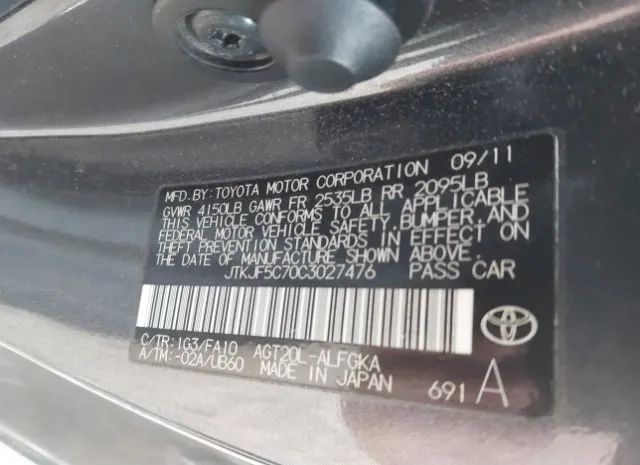 MFD.BY:TOYOTA MOTOR CORPORATION 09/11
GVWR 4150LB GAWR FR 2535LB RR 2095LB
THIS VEHICLE CONFORMS TO ALL APPLICABLE
FEDERAL MOTOR VEHICLE SAFETY,BUMPER,AND
THEFT PREVENTION STANDARDS IN EFFECT ON
THE DATE OF MANUFACTURE SHOWN ABOVE.
JTKJF5C70C3027476 PASS CAR
C/TR:1G3/FA10 AGT20L-ALFGKA
A/TM:-02A/UB60 MADE IN JAPAN
691 A